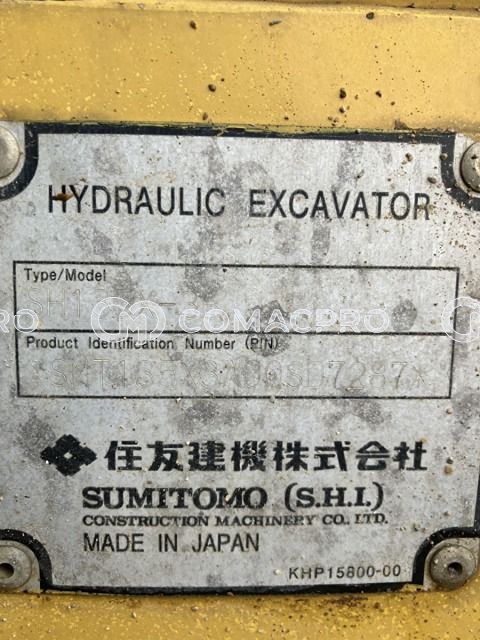 HYDRAULIC EXCAVATOR
Type/Model
COMACPRO
Product Identification Number (PIN)
住友建機株式会社
SUMITOMO (S.H.I.)
CONSTRUCTION MACHINERY CO. LTD.
MADE IN JAPAN
KHP15800-00